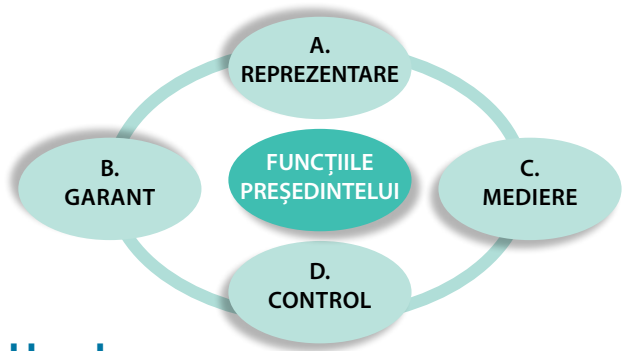 A.
REPREZENTARE
B.
GARANT
FUNCȚIILE
PREȘEDINTELUI
C.
MEDIERE
D.
CONTROL